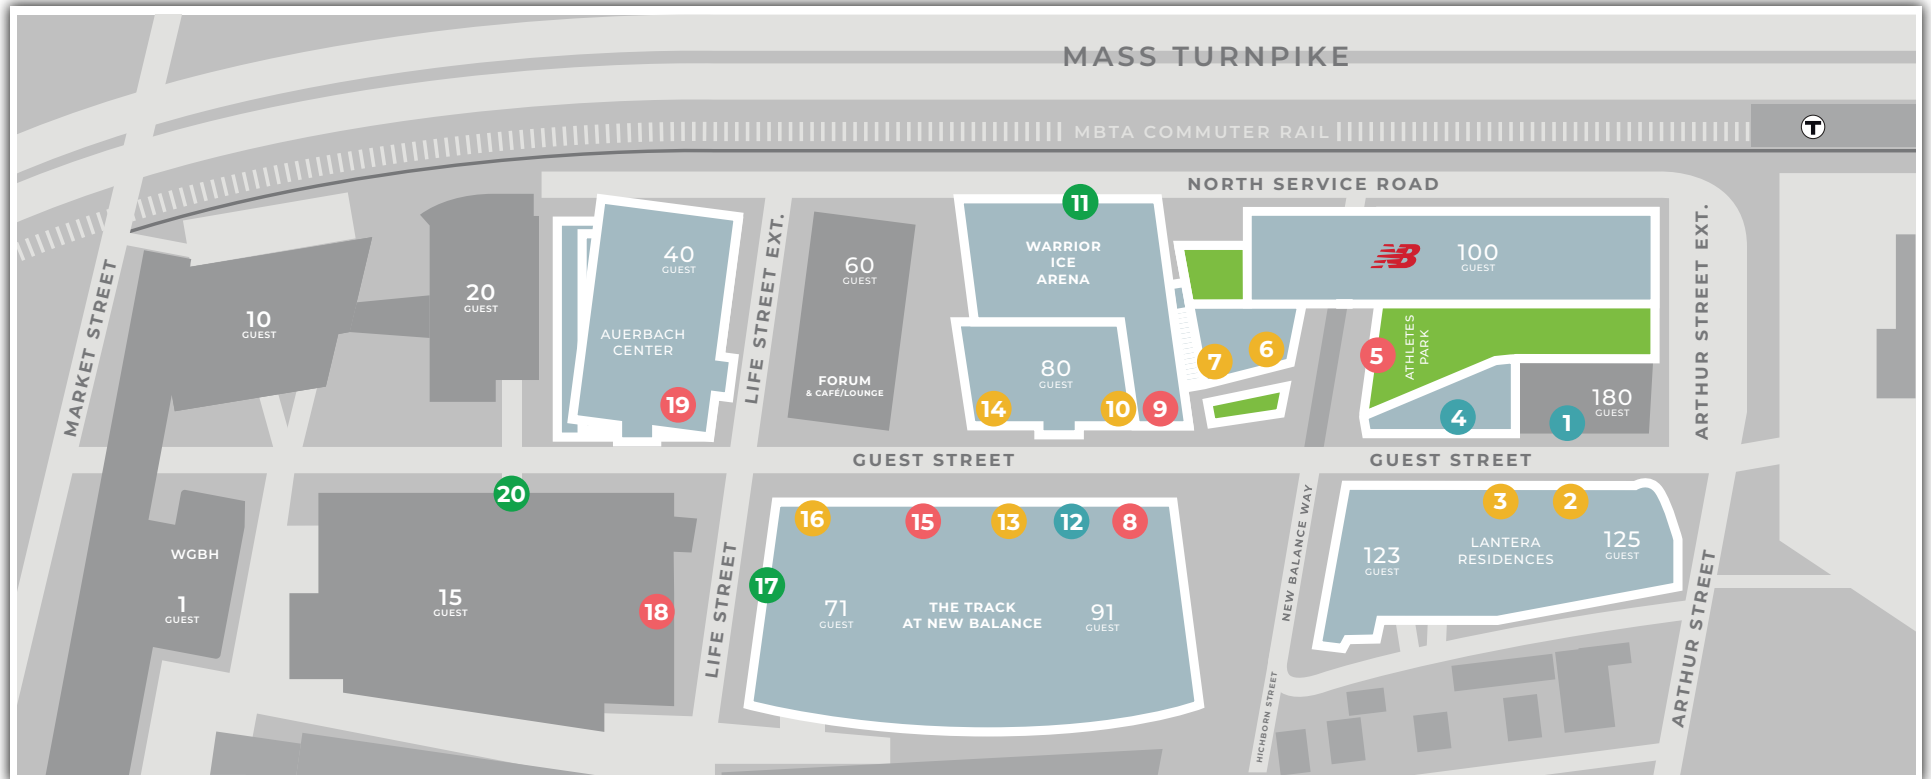 MASS TURNPIKE
MBTA COMMUTER RAIL
T
NORTH SERVICE ROAD
MARKET STREET
10
GUEST
20
GUEST
40
GUEST
AUERBACH
CENTER
19
LIFE STREET EXT.
60
GUEST
FORUM
& CAFÉ/LOUNGE
11
WARRIOR
ICE
ARENA
80
GUEST
14
10
9
7
6
NB
100
GUEST
5
ATHLETES
PARK
4
180
GUEST
1
ARTHUR STREET EXT.
GUEST STREET
GUEST STREET
20
WGBH
1
GUEST
15
GUEST
18
LIFE STREET
16
15
13
12
8
17
71
GUEST
THE TRACK
AT NEW BALANCE
91
GUEST
NEW BALANCE WAY
HICHBORN STREET
3
2
123
GUEST
LANTERA
RESIDENCES
125
GUEST
ARTHUR STREET